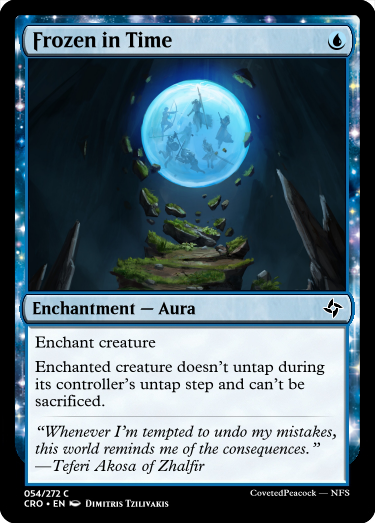 Frozen in Time
Enchantment — Aura
Enchant creature
Enchanted creature doesn't untap during
its controller's untap step and can't be
sacrificed.
“Whenever I'm tempted to undo my mistakes,
this world reminds me of the consequences.”
—Teferi Akosa of Zhalfir
054/272 C
CRO • EN Dimitris Tzilivakis
CovetedPeacock — NFS